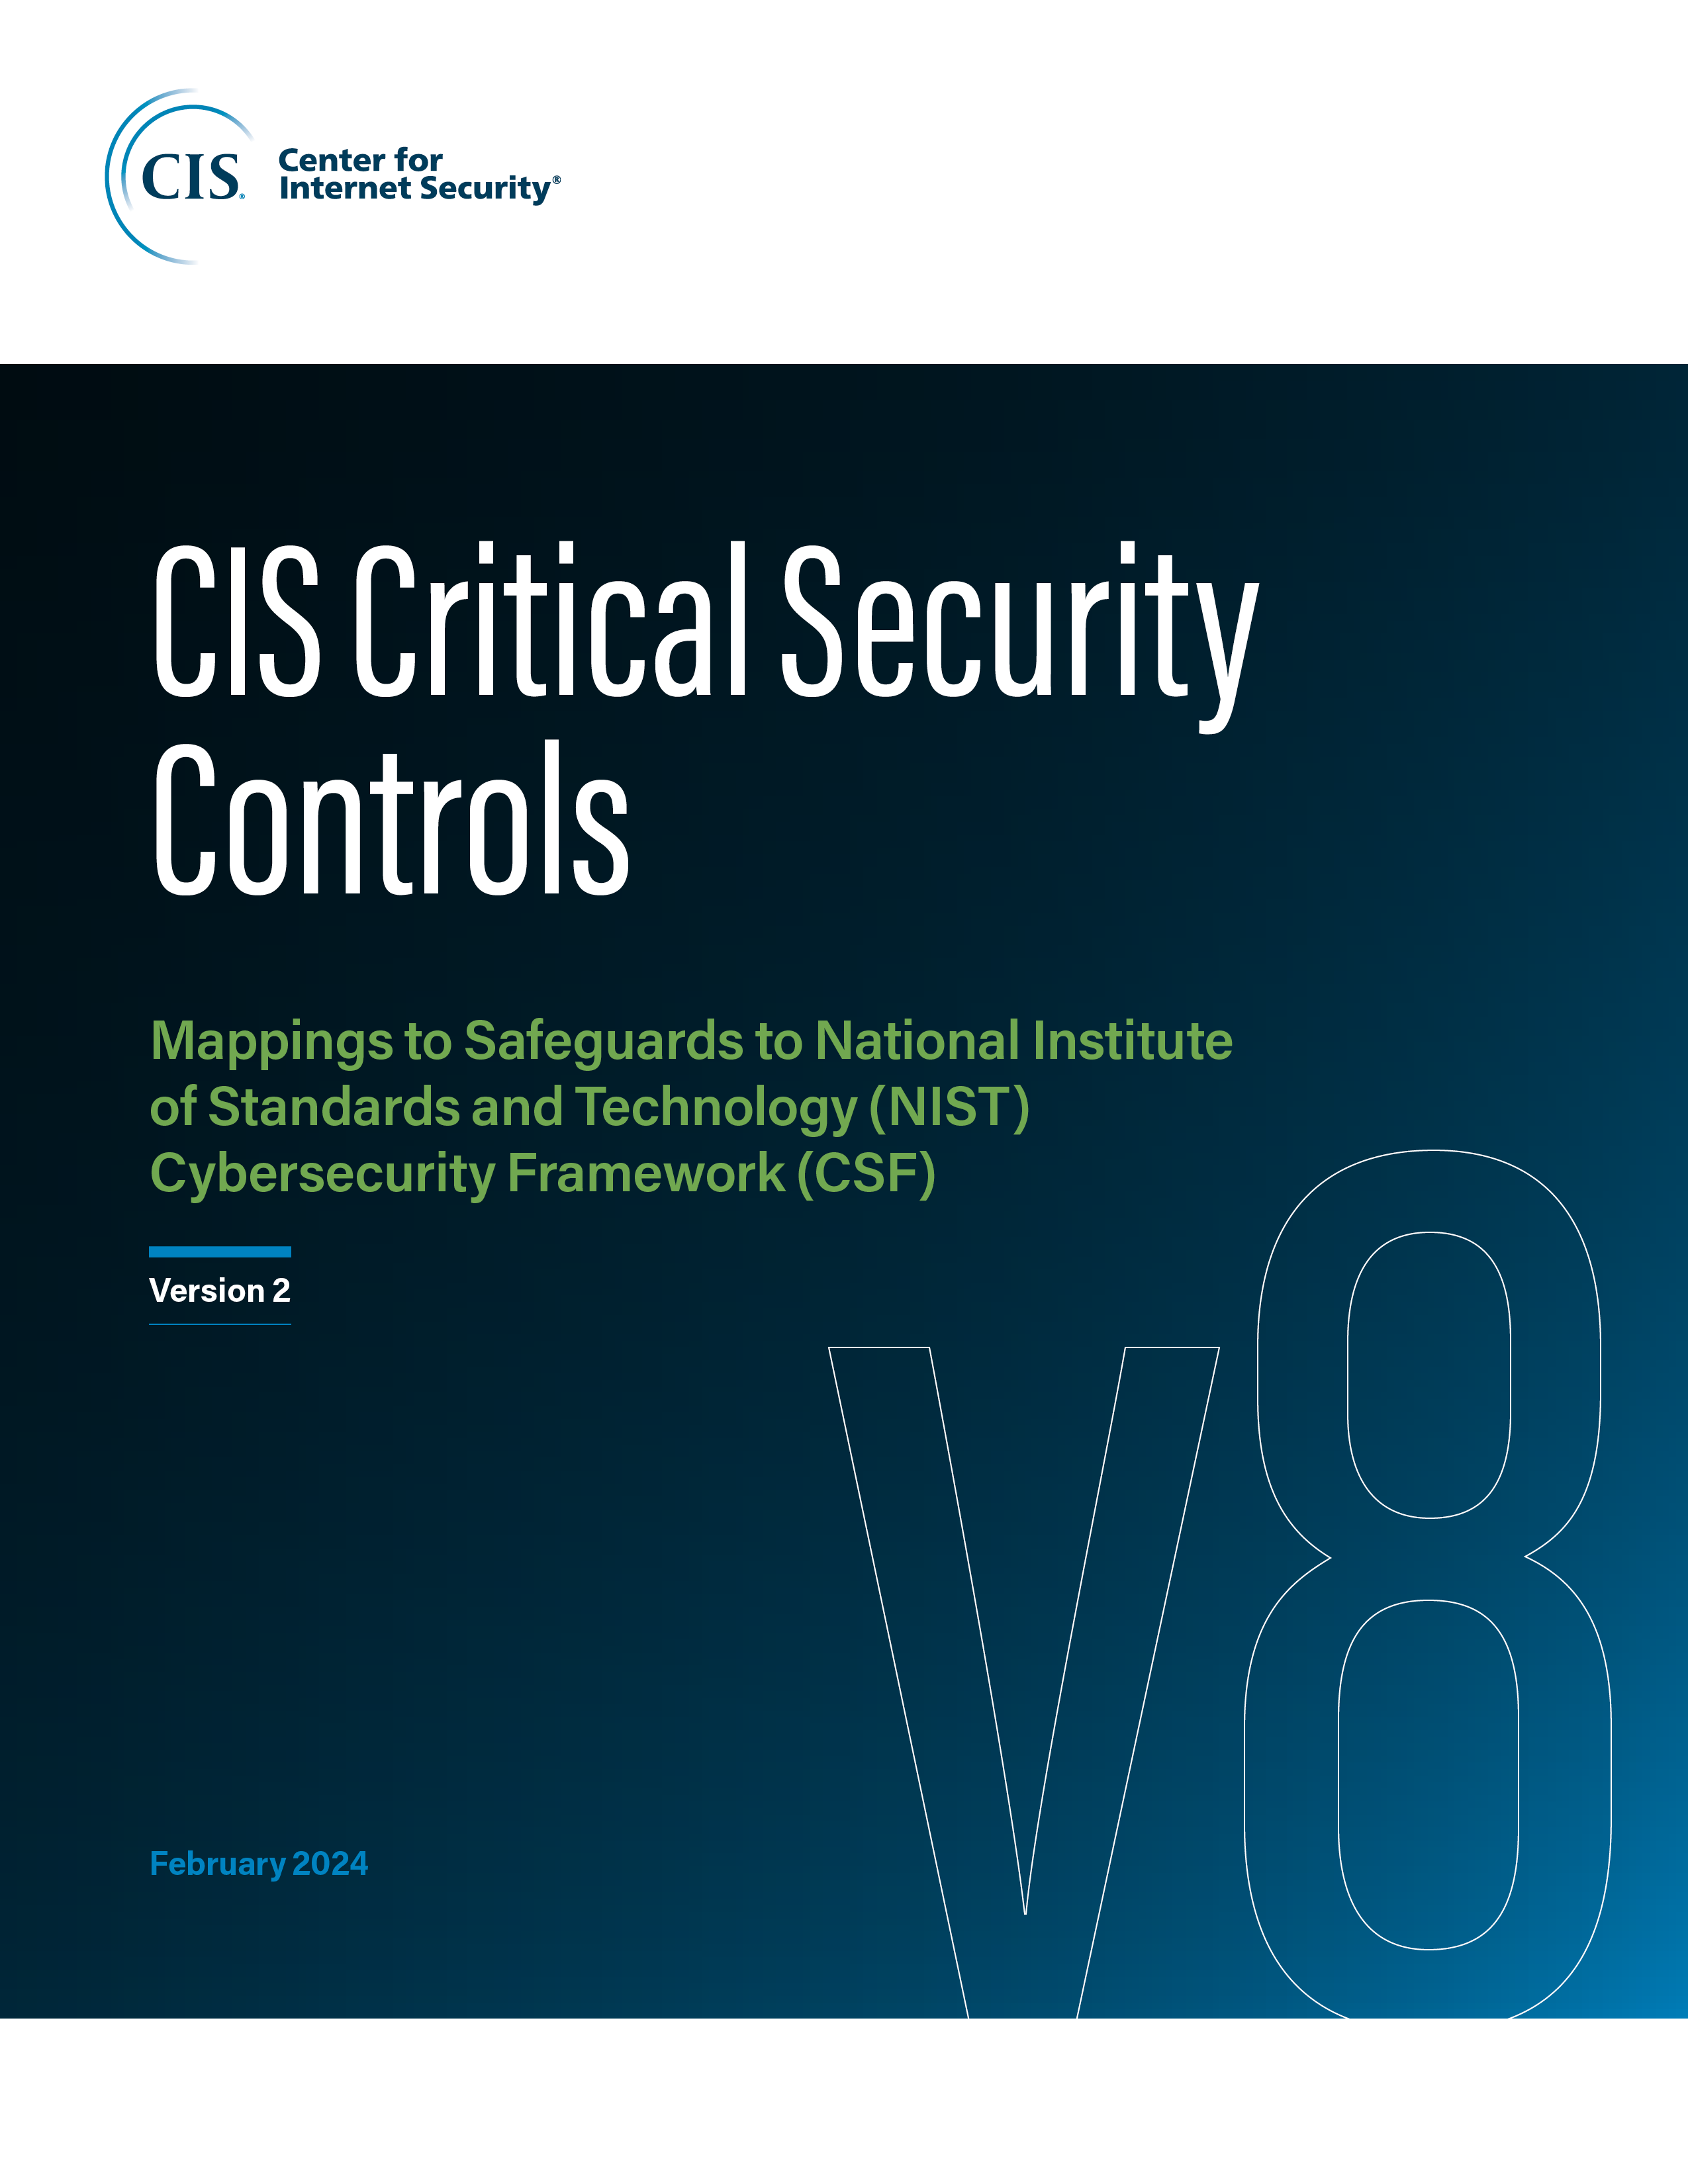 CIS®
Center for
Internet Security®
CIS Critical Security
Controls
Mappings to Safeguards to National Institute
of Standards and Technology (NIST)
Cybersecurity Framework (CSF)
Version 2
V8
February 2024